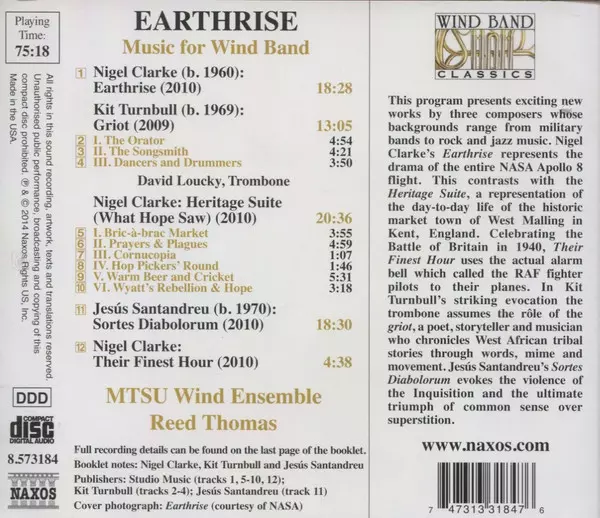 Playing
Time:
75:18
All rights in this sound recording, artwork, texts and translations reserved.
Unauthorised public performance, broadcasting and copying of this
compact disc prohibited. ℗ & © 2014 Naxos Rights US, Inc.
Made in the USA.
DDD
COMPACT
disc
DIGITAL AUDIO
8.573184
NAXOS
EARTHRISE
Music for Wind Band
1 Nigel Clarke (b. 1960):
Earthrise (2010) 18:28
Kit Turnbull (b. 1969):
Griot (2009) 13:05
2 I. The Orator 4:54
3 II. The Songsmith 4:21
4 III. Dancers and Drummers 3:50
David Loucky, Trombone
Nigel Clarke: Heritage Suite
(What Hope Saw) (2010) 20:36
5 I. Bric-à-brac Market 3:55
6 II. Prayers & Plagues 4:59
7 III. Cornucopia 1:07
8 IV. Hop Pickers' Round 1:46
9 V. Warm Beer and Cricket 5:31
10 VI. Wyatt's Rebellion & Hope 3:18
11 Jesús Santandreu (b. 1970):
Sortes Diabolorum (2010) 18:30
12 Nigel Clarke:
Their Finest Hour (2010) 4:38
MTSU Wind Ensemble
Reed Thomas
Full recording details can be found on the last page of the booklet.
Booklet notes: Nigel Clarke, Kit Turnbull and Jesús Santandreu
Publishers: Studio Music (tracks 1, 5-10, 12);
Kit Turnbull (tracks 2-4); Jesús Santandreu (track 11)
Cover photograph: Earthrise (courtesy of NASA)
WIND BAND
CLASSICS
This program presents exciting new
works by three composers whose
backgrounds range from military
bands to rock and jazz music. Nigel
Clarke's Earthrise represents the
drama of the entire NASA Apollo 8
flight. This contrasts with the
Heritage Suite, a representation
of the day-to-day life of the historic
market town of West Malling in
Kent, England. Celebrating the
Battle of Britain in 1940, Their
Finest Hour uses the actual alarm
bell which called the RAF fighter
pilots to their planes. In Kit
Turnbull's striking evocation the
trombone assumes the rôle of the
griot, a poet, storyteller and musician
who chronicles West African tribal
stories through words, mime and
movement. Jesús Santandreu's Sortes
Diabolorum evokes the violence of
the Inquisition and the ultimate
triumph of common sense over
superstition.
www.naxos.com
7 47313 31847 6